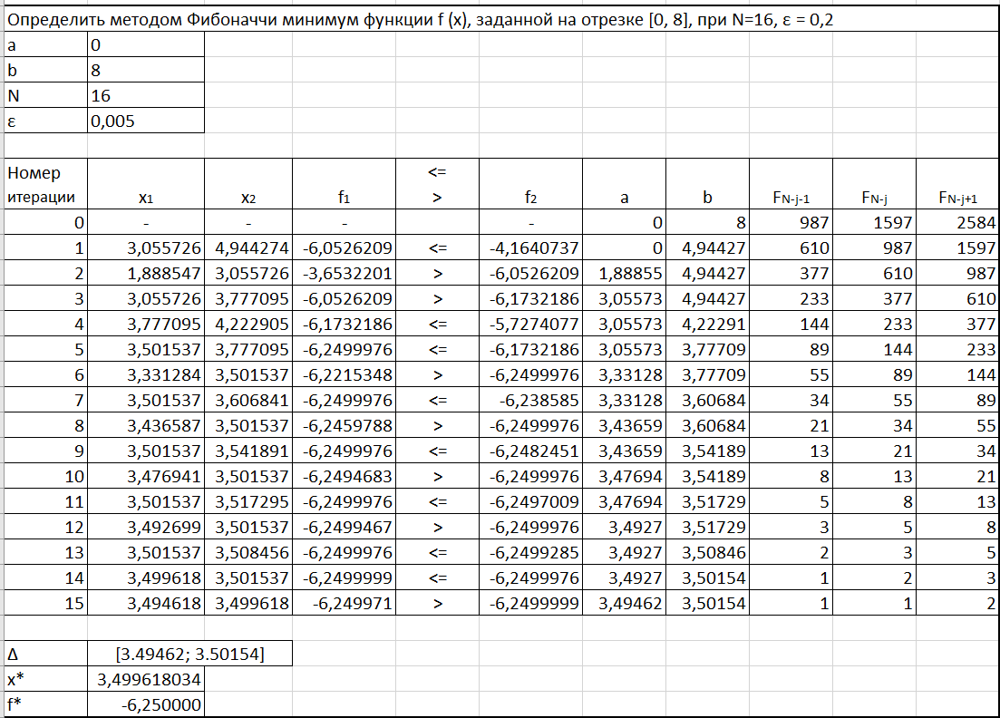 Определить методом Фибоначчи минимум функции f (x), заданной на отрезке [0, 8], при N=16, ε = 0,2
a 0
b 8
N 16
ε 0,005
Номер <=
итерации x1 x2 f1 > f2 a b FN-j-1 FN-j FN-j+1
0 - - - - 0 8 987 1597 2584
1 3,055726 4,944274 -6,0526209 <= -4,1640737 0 4,94427 610 987 1597
2 1,888547 3,055726 -3,6532201 > -6,0526209 1,88855 4,94427 377 610 987
3 3,055726 3,777095 -6,0526209 > -6,1732186 3,05573 4,94427 233 377 610
4 3,777095 4,222905 -6,1732186 <= -5,7274077 3,05573 4,22291 144 233 377
5 3,501537 3,777095 -6,2499976 <= -6,1732186 3,05573 3,77709 89 144 233
6 3,331284 3,501537 -6,2215348 > -6,2499976 3,33128 3,77709 55 89 144
7 3,501537 3,606841 -6,2499976 <= -6,238585 3,33128 3,60684 34 55 89
8 3,436587 3,501537 -6,2459788 > -6,2499976 3,43659 3,60684 21 34 55
9 3,501537 3,541891 -6,2499976 <= -6,2482451 3,43659 3,54189 13 21 34
10 3,476941 3,501537 -6,2494683 > -6,2499976 3,47694 3,54189 8 13 21
11 3,501537 3,517295 -6,2499976 <= -6,2497009 3,47694 3,51729 5 8 13
12 3,492699 3,501537 -6,2499467 > -6,2499976 3,4927 3,51729 3 5 8
13 3,501537 3,508456 -6,2499976 <= -6,2499285 3,4927 3,50846 2 3 5
14 3,499618 3,501537 -6,2499999 <= -6,2499976 3,4927 3,50154 1 2 3
15 3,494618 3,499618 -6,249971 > -6,2499999 3,49462 3,50154 1 1 2
Δ [3.49462; 3.50154]
x* 3,499618034
f* -6,250000